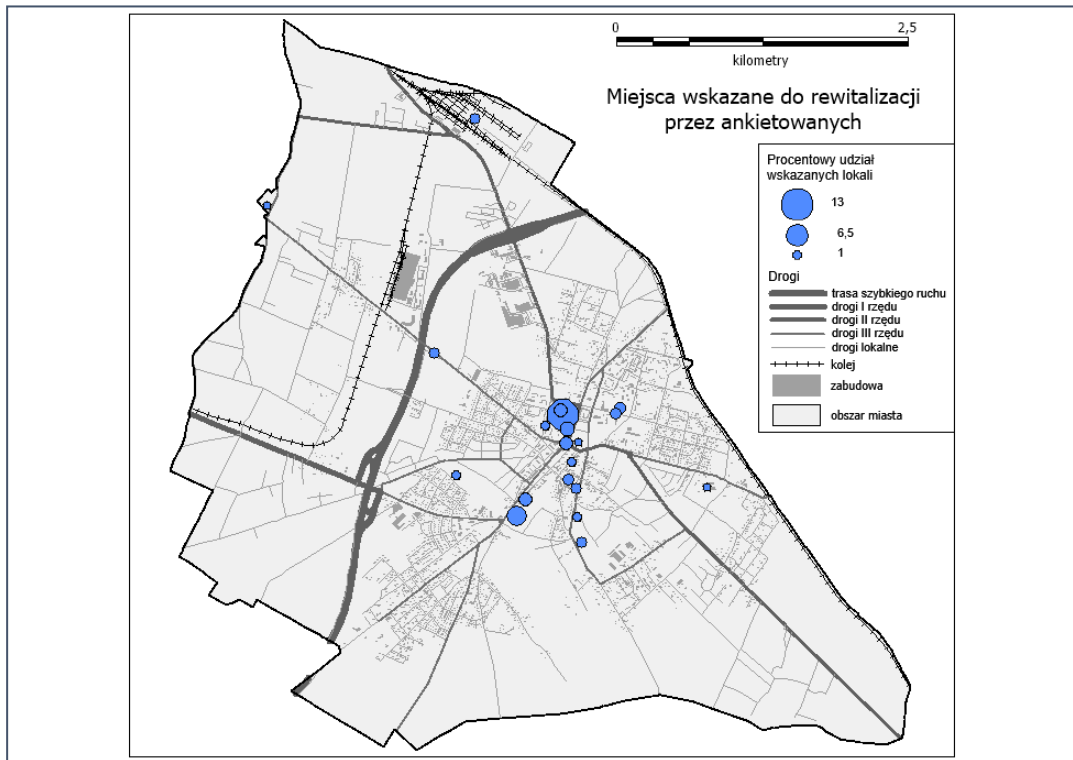 0 2,5
kilometry
Miejsca wskazane do rewitalizacji
przez ankietowanych
Procentowy udział
wskazanych lokali
13
6,5
1
Drogi
trasa szybkiego ruchu
drogi I rzędu
drogi II rzędu
drogi III rzędu
drogi lokalne
kolej
zabudowa
obszar miasta